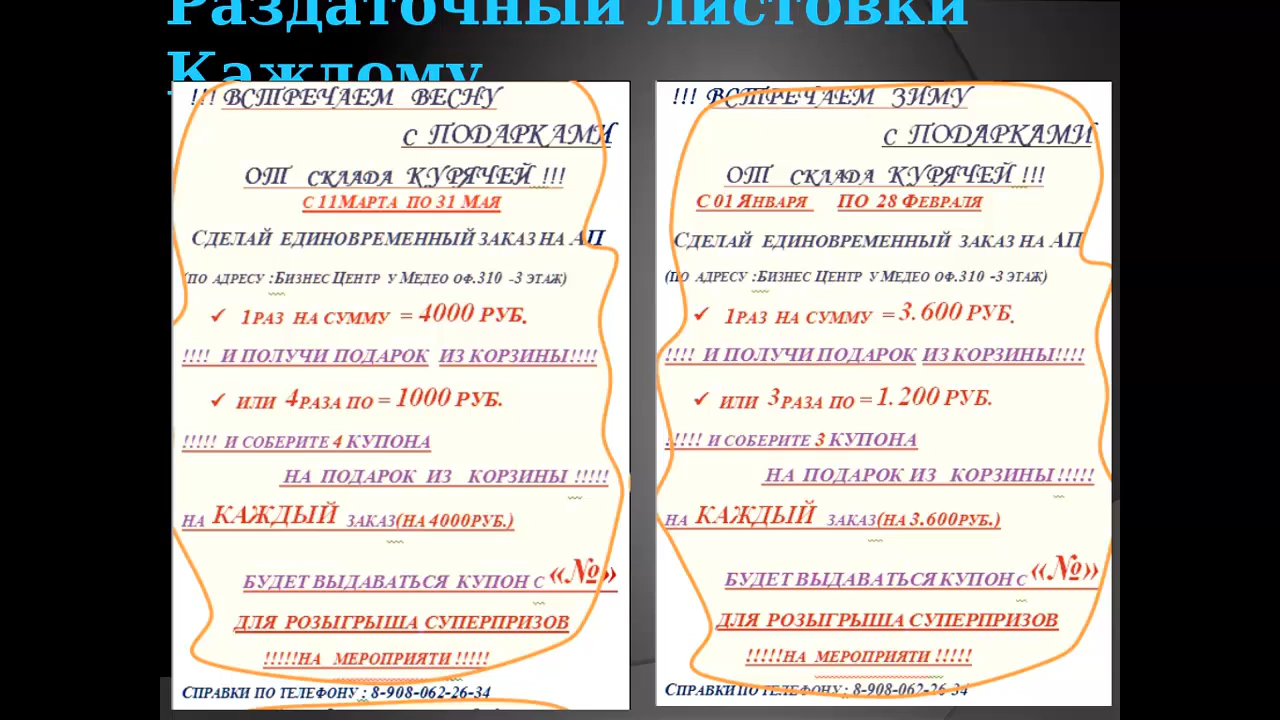 Раздаточный листовки
Каждому
!!! ВСТРЕЧАЕМ ВЕСНУ
С ПОДАРКАМИ
ОТ СКЛАДА КУРЯЧЕЙ !!!
С 11МАРТА ПО 31 МАЯ
СДЕЛАЙ ЕДИНОВРЕМЕННЫЙ ЗАКАЗ НА АП
(ПО АДРЕСУ :БИЗНЕС ЦЕНТР У МЕДЕО ОФ.310 -3 ЭТАЖ)
✓ 1РАЗ НА СУММУ = 4000 РУБ.
!!!! И ПОЛУЧИ ПОДАРОК ИЗ КОРЗИНЫ!!!!
✓ ИЛИ 4РАЗА ПО = 1000 РУБ.
!!!!! И СОБЕРИТЕ 4 КУПОНА
НА ПОДАРОК ИЗ КОРЗИНЫ !!!!!
НА КАЖДЫЙ ЗАКАЗ(НА 4000РУБ.)
БУДЕТ ВЫДАВАТЬСЯ КУПОН С «№»
ДЛЯ РОЗЫГРЫША СУПЕРПРИЗОВ
!!!!!НА МЕРОПРИЯТИ !!!!!
СПРАВКИ ПО ТЕЛЕФОНУ : 8-908-062-26-34
!!! ВСТРЕЧАЕМ ЗИМУ
С ПОДАРКАМИ
ОТ СКЛАДА КУРЯЧЕЙ !!!
С 01 ЯНВАРЯ ПО 28 ФЕВРАЛЯ
СДЕЛАЙ ЕДИНОВРЕМЕННЫЙ ЗАКАЗ НА АП
(ПО АДРЕСУ :БИЗНЕС ЦЕНТР У МЕДЕО ОФ.310 -3 ЭТАЖ)
✓ 1РАЗ НА СУММУ = 3.600 РУБ.
!!!! И ПОЛУЧИ ПОДАРОК ИЗ КОРЗИНЫ!!!!
✓ ИЛИ 3РАЗА ПО = 1.200 РУБ.
!!!!! И СОБЕРИТЕ 3 КУПОНА
НА ПОДАРОК ИЗ КОРЗИНЫ !!!!!
НА КАЖДЫЙ ЗАКАЗ(НА 3.600РУБ.)
БУДЕТ ВЫДАВАТЬСЯ КУПОН С «№»
ДЛЯ РОЗЫГРЫША СУПЕРПРИЗОВ
!!!!!НА МЕРОПРИЯТИ !!!!!
СПРАВКИ ПО ТЕЛЕФОНУ: 8-908-062-26-34